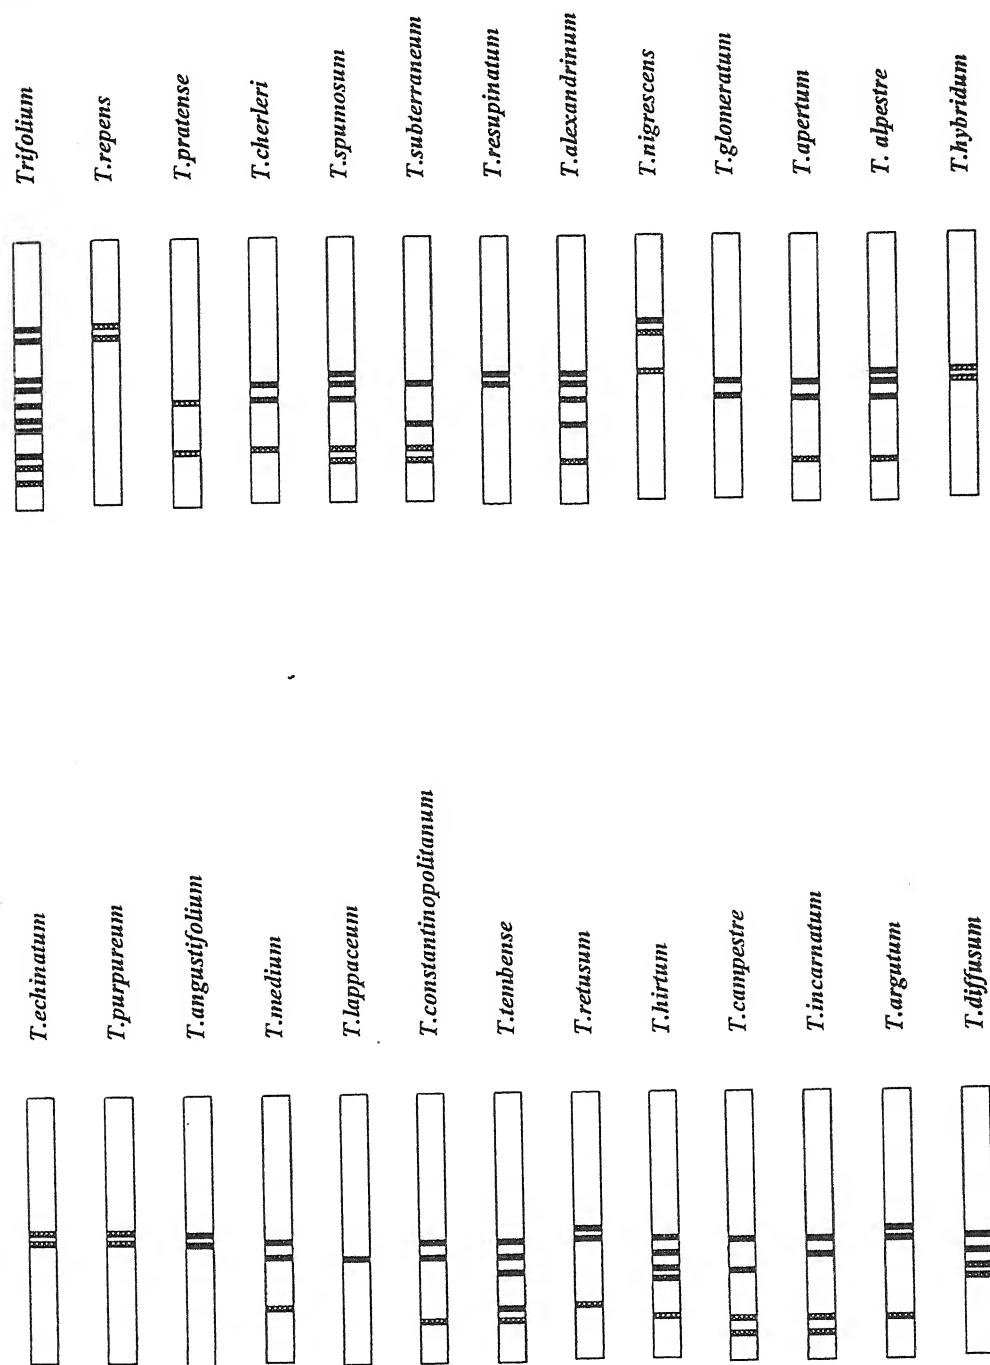 Trifolium
T.repens
T.pratense
T.cherleri
T.spumosum
T.subterraneum
T.resupinatum
T.alexandrinum
T.nigrescens
T.glomeratum
T.apertum
T. alpestre
T.hybridum
T.echinatum
T.purpureum
T.angustifolium
T.medium
T.lappaceum
T.constantinopolitanum
T.tembense
T.retusum
T.hirtum
T.campestre
T.incarnatum
T.argutum
T.diffusum